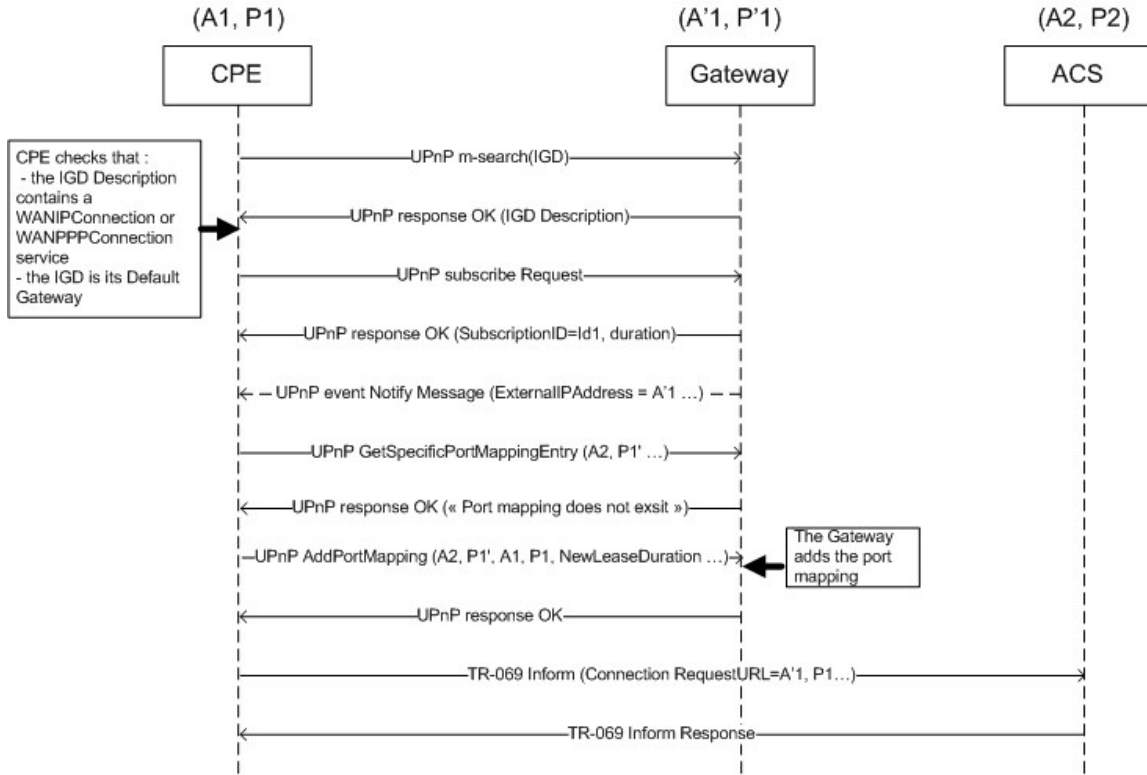 (A1, P1)
(A'1, P'1)
(A2, P2)
CPE
Gateway
ACS
CPE checks that :
- the IGD Description
contains a
WANIPConnection or
WANPPPConnection
service
- the IGD is its Default
Gateway
UPnP m-search(IGD)
UPnP response OK (IGD Description)
UPnP subscribe Request
UPnP response OK (SubscriptionID=Id1, duration)
UPnP event Notify Message (ExternalIPAddress = A'1 ...)
UPnP GetSpecificPortMappingEntry (A2, P1' ...)
UPnP response OK (« Port mapping does not exsit »)
UPnP AddPortMapping (A2, P1', A1, P1, NewLeaseDuration ...)
The Gateway
adds the port
mapping
UPnP response OK
TR-069 Inform (Connection RequestURL=A'1, P1...)
TR-069 Inform Response